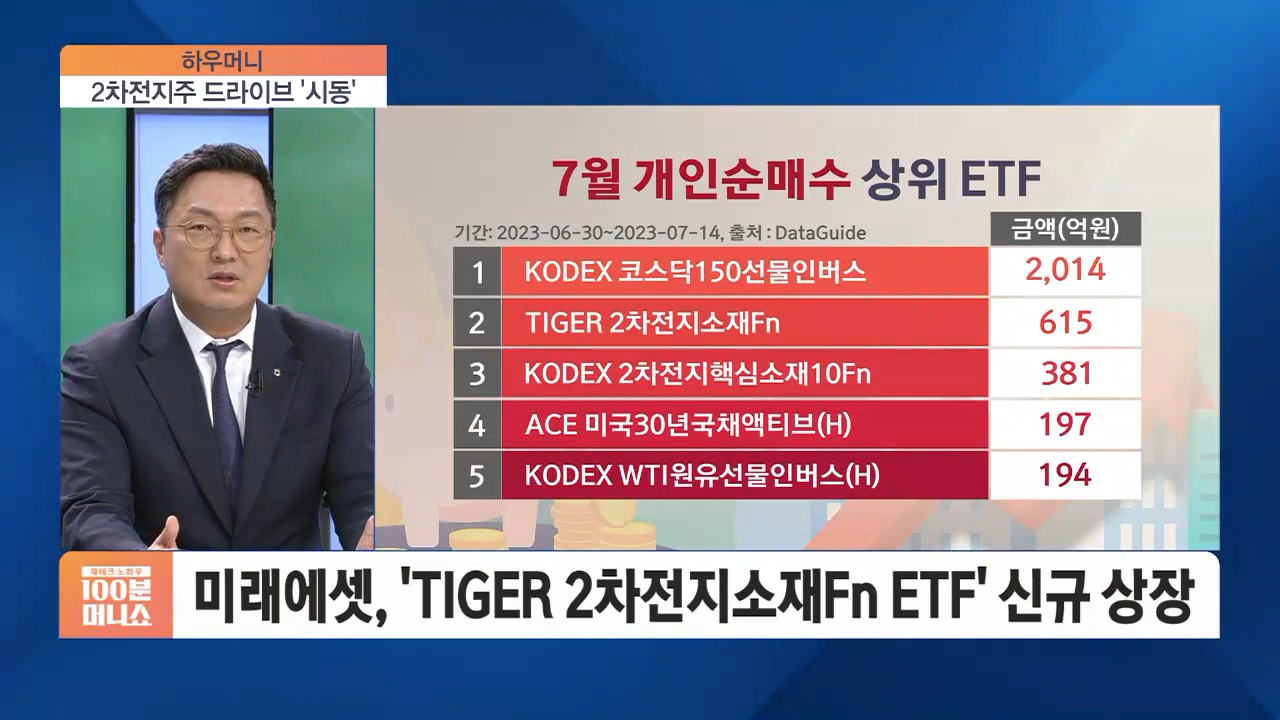 하우머니
2차전지주 드라이브 '시동'
7월 개인순매수 상위 ETF
기간: 2023-06-30~2023-07-14, 출처 : DataGuide
금액(억원)
1 KODEX 코스닥150선물인버스 2,014
2 TIGER 2차전지소재Fn 615
3 KODEX 2차전지핵심소재10Fn 381
4 ACE 미국30년국채액티브(H) 197
5 KODEX WTI원유선물인버스(H) 194
재테크 노하우
100분
머니쇼
미래에셋, 'TIGER 2차전지소재Fn ETF' 신규 상장